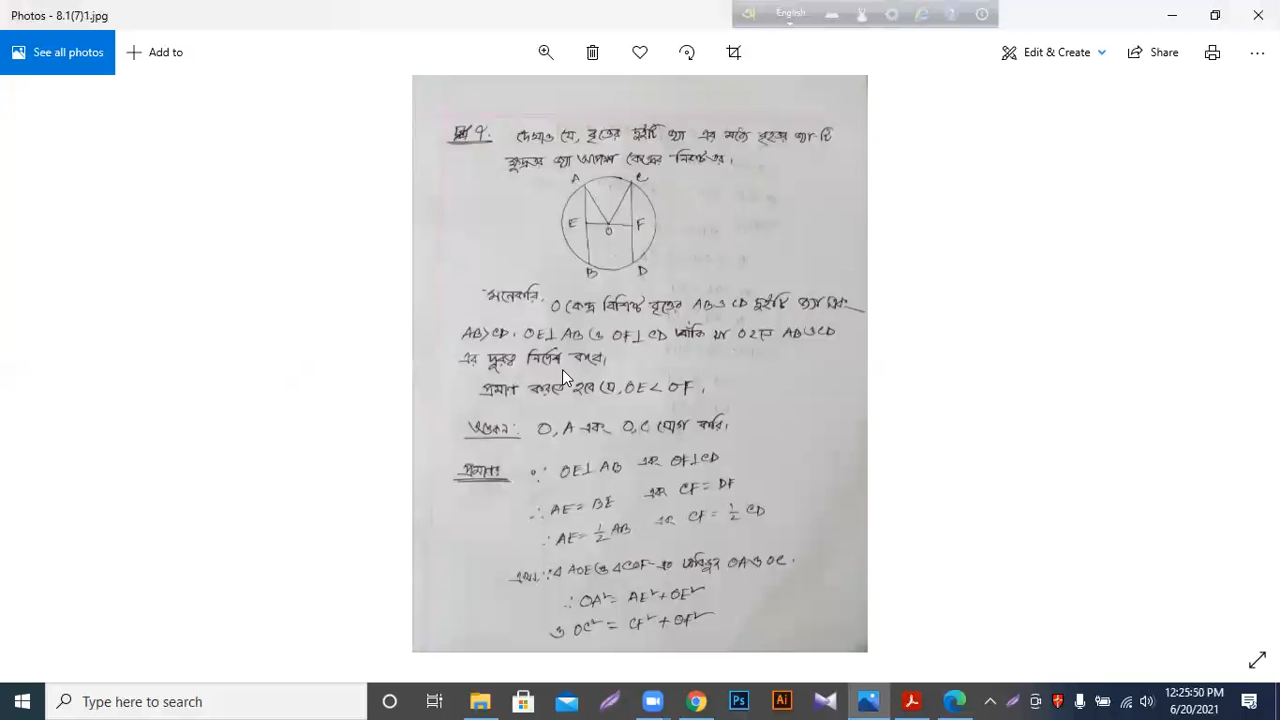 Photos - 8.1(7)1.jpg
English
See all photos
Add to
Edit & Create
Share
প্রশ্ন ৭. দেখাও যে, বৃত্তের দুইটি জ্যা এর মধ্যে বৃহত্তর জ্যা-টি
ক্ষুদ্রতর জ্যা অপেক্ষা কেন্দ্রের নিকটতর।
A C
E F
O
B D
মনেকরি, O কেন্দ্র বিশিষ্ট বৃত্তের AB ও CD দুইটি জ্যা এবং
AB>CD. OE⊥AB ও OF⊥CD আঁকি যা O হতে AB ও CD
এর দূরত্ব নির্দেশ করে।
প্রমাণ করতে হবে যে, OE < OF.
অঙ্কন: O, A এবং O, C যোগ করি।
প্রমাণ ∵ OE⊥AB এবং OF⊥CD
∴ AE = BE এবং CF = DF
∴ AE = 1/2 AB এবং CF = 1/2 CD
এখন ∵ ∆AOE ও ∆COF এর অতিভুজ OA ও OC.
∴ OA² = AE² + OE²
ও OC² = CF² + OF²
Type here to search
Ps
Ai
12:25:50 PM
6/20/2021